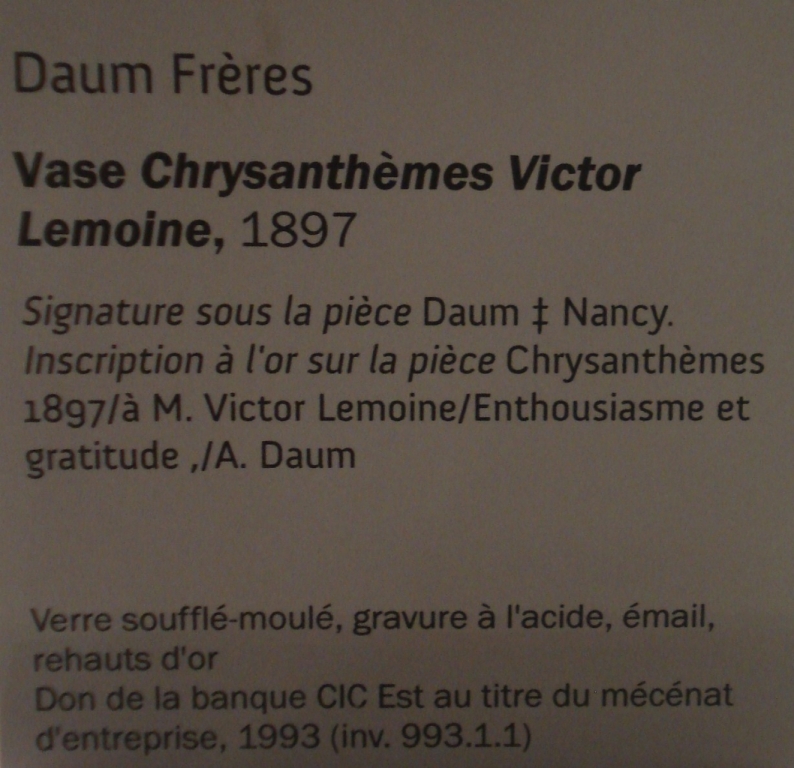 Daum Frères
Vase Chrysanthèmes Victor
Lemoine, 1897
Signature sous la pièce Daum ‡ Nancy.
Inscription à l'or sur la pièce Chrysanthèmes
1897/à M. Victor Lemoine/Enthousiasme et
gratitude ,/A. Daum
Verre soufflé-moulé, gravure à l'acide, émail,
rehauts d'or
Don de la banque CIC Est au titre du mécénat
d'entreprise, 1993 (inv. 993.1.1)